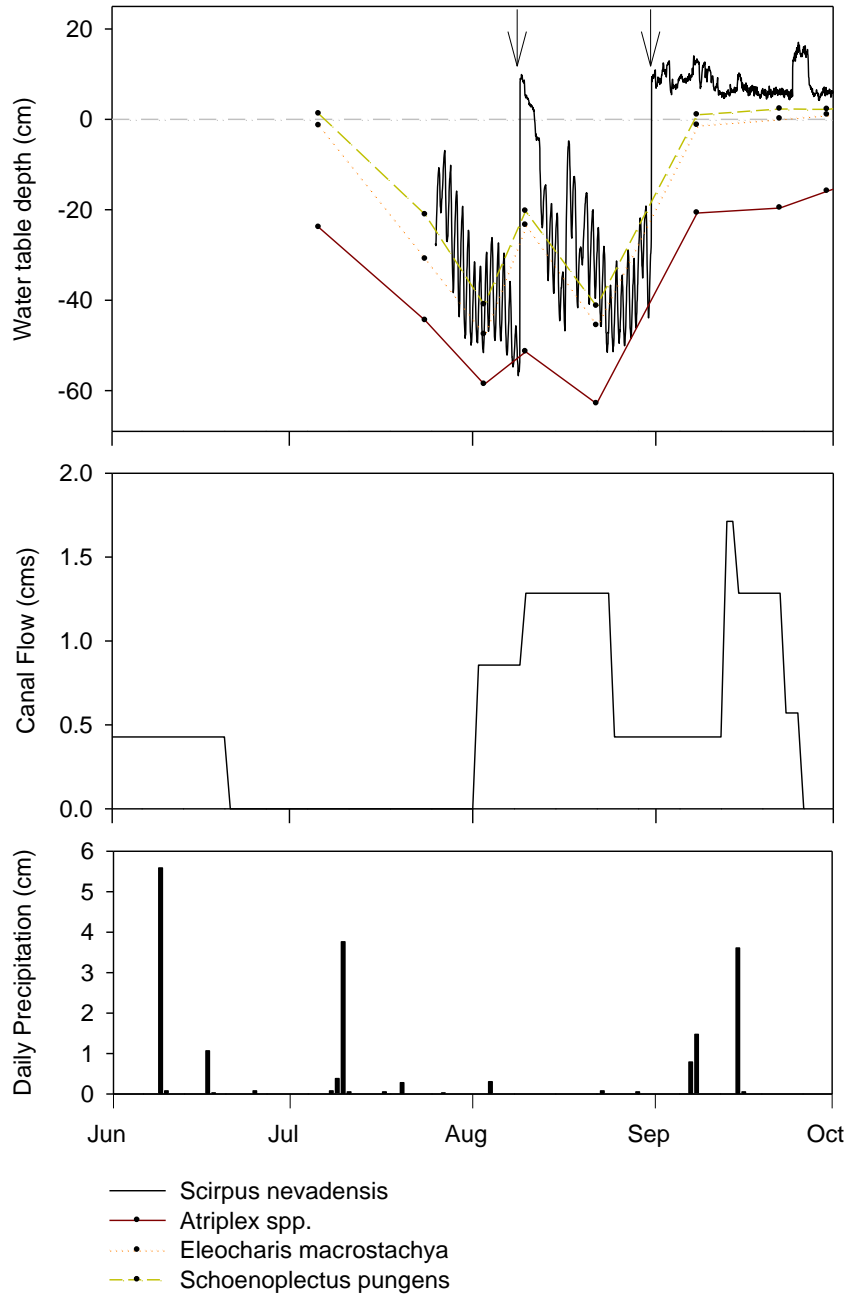 Water table depth (cm)
20
0
-20
-40
-60
Canal Flow (cms)
2.0
1.5
1.0
0.5
0.0
Daily Precipitation (cm)
6
5
4
3
2
1
0
Jun Jul Aug Sep Oct
Scirpus nevadensis
Atriplex spp.
Eleocharis macrostachya
Schoenoplectus pungens